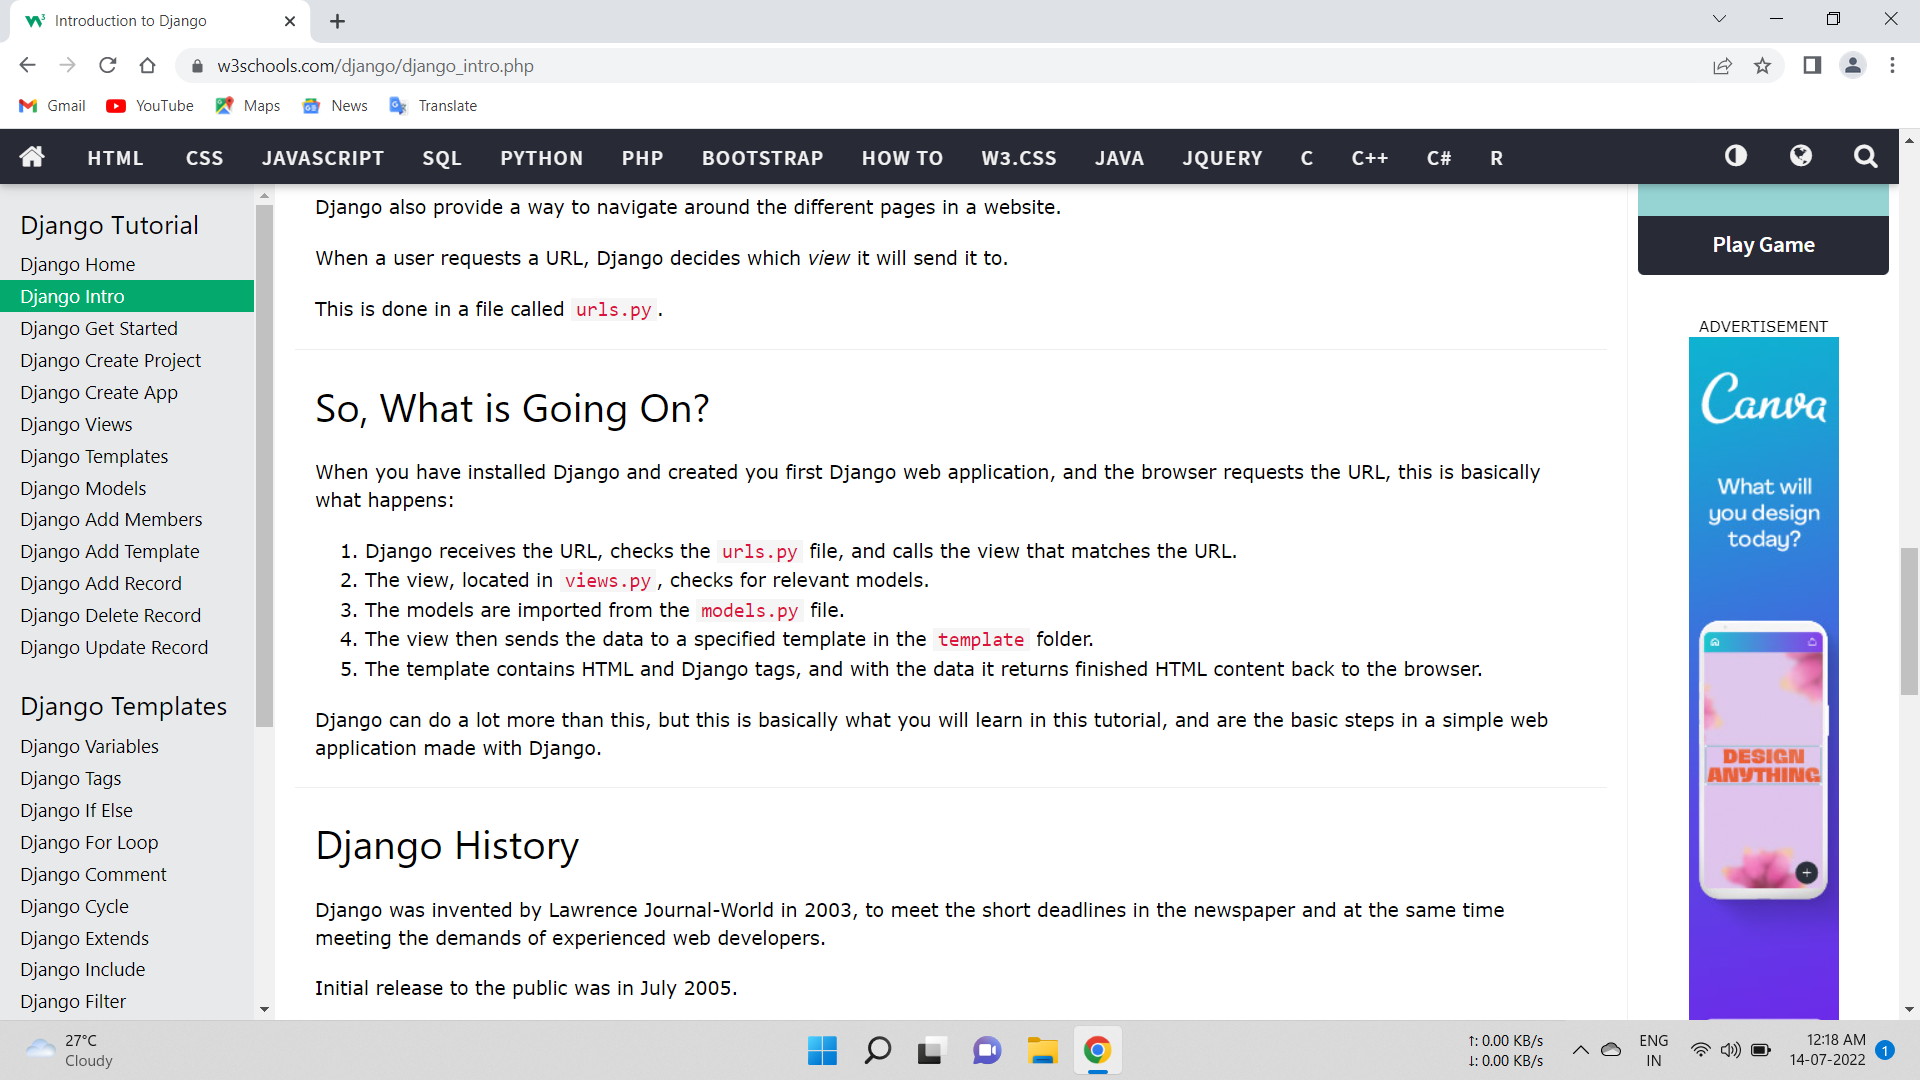 Introduction to Django
w3schools.com/django/django_intro.php
Gmail YouTube Maps News Translate
HTML CSS JAVASCRIPT SQL PYTHON PHP BOOTSTRAP HOW TO W3.CSS JAVA JQUERY C C++ C# R
Django Tutorial
Django Home
Django Intro
Django Get Started
Django Create Project
Django Create App
Django Views
Django Templates
Django Models
Django Add Members
Django Add Template
Django Add Record
Django Delete Record
Django Update Record
Django Templates
Django Variables
Django Tags
Django If Else
Django For Loop
Django Comment
Django Cycle
Django Extends
Django Include
Django Filter
Django also provide a way to navigate around the different pages in a website.
When a user requests a URL, Django decides which view it will send it to.
This is done in a file called urls.py.
So, What is Going On?
When you have installed Django and created you first Django web application, and the browser requests the URL, this is basically
what happens:
1. Django receives the URL, checks the urls.py file, and calls the view that matches the URL.
2. The view, located in views.py, checks for relevant models.
3. The models are imported from the models.py file.
4. The view then sends the data to a specified template in the template folder.
5. The template contains HTML and Django tags, and with the data it returns finished HTML content back to the browser.
Django can do a lot more than this, but this is basically what you will learn in this tutorial, and are the basic steps in a simple web
application made with Django.
Django History
Django was invented by Lawrence Journal-World in 2003, to meet the short deadlines in the newspaper and at the same time
meeting the demands of experienced web developers.
Initial release to the public was in July 2005.
Play Game
ADVERTISEMENT
Canva
What will
you design
today?
DESIGN
ANYTHING
27°C
Cloudy
↑: 0.00 KB/s
↓: 0.00 KB/s
ENG
IN
12:18 AM
14-07-2022
1